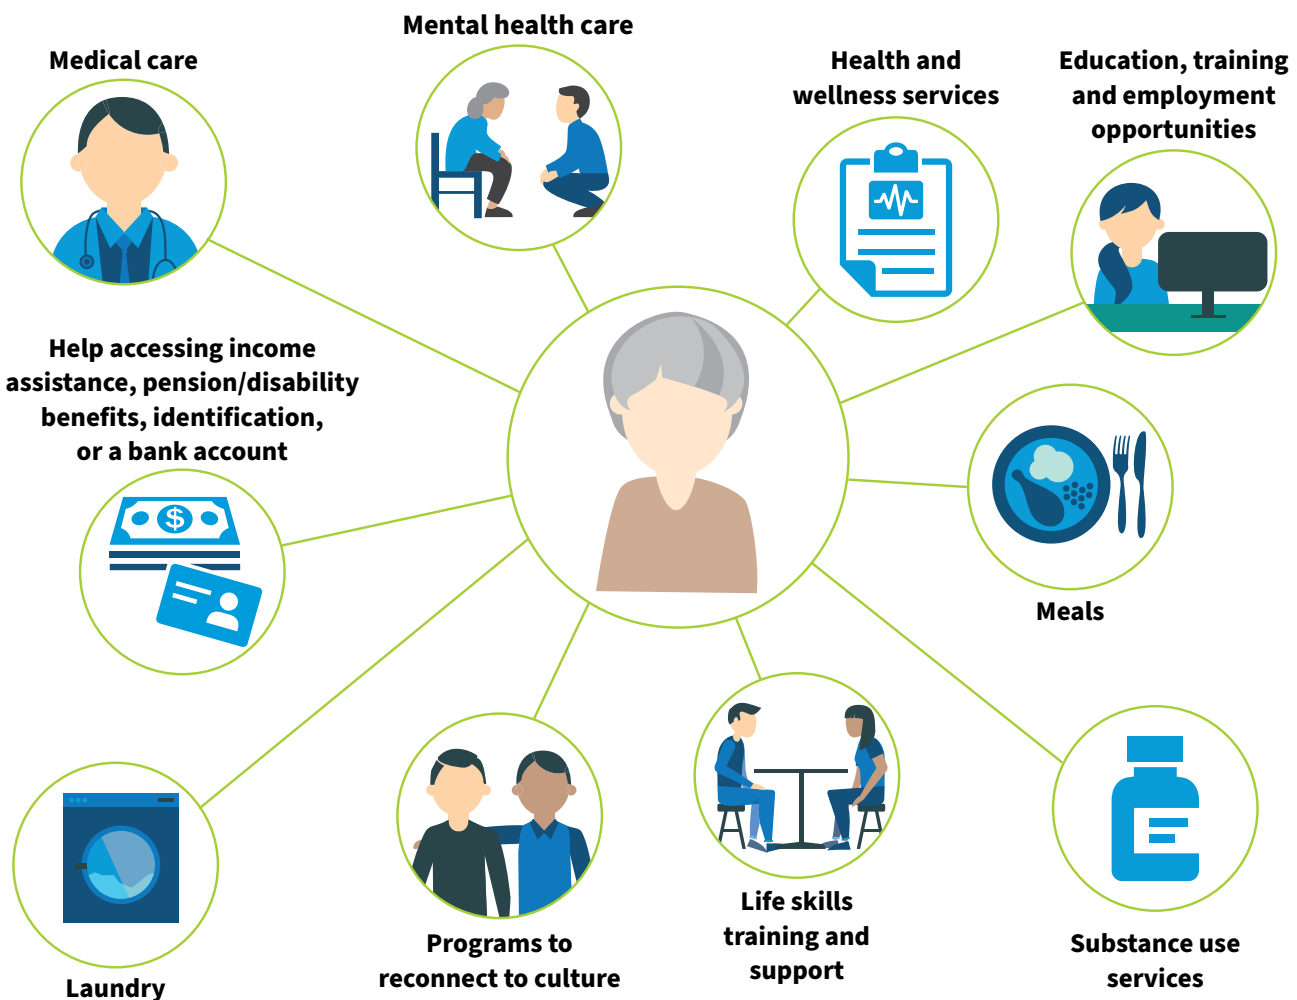 Mental health care
Medical care
Health and
wellness services
Education, training
and employment
opportunities
Help accessing income
assistance, pension/disability
benefits, identification,
or a bank account
$
Meals
Life skills
training and
support
Programs to
reconnect to culture
Substance use
services
Laundry